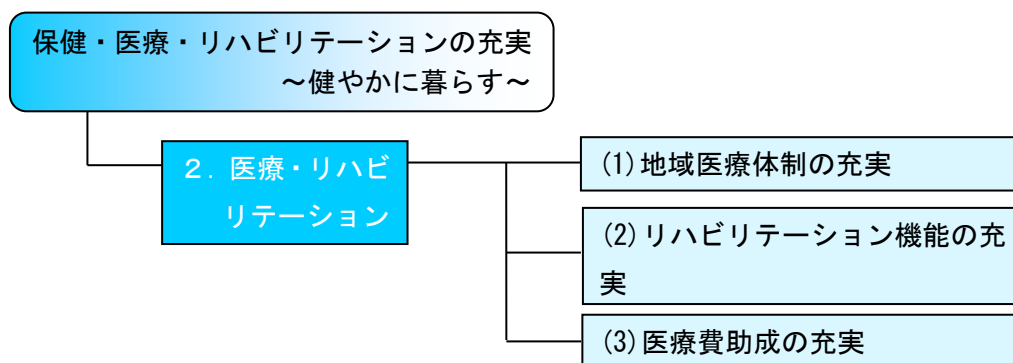 保健・医療・リハビリテーションの充実
～健やかに暮らす～
２．医療・リハビ
リテーション
(1)地域医療体制の充実
(2)リハビリテーション機能の充
実
(3)医療費助成の充実